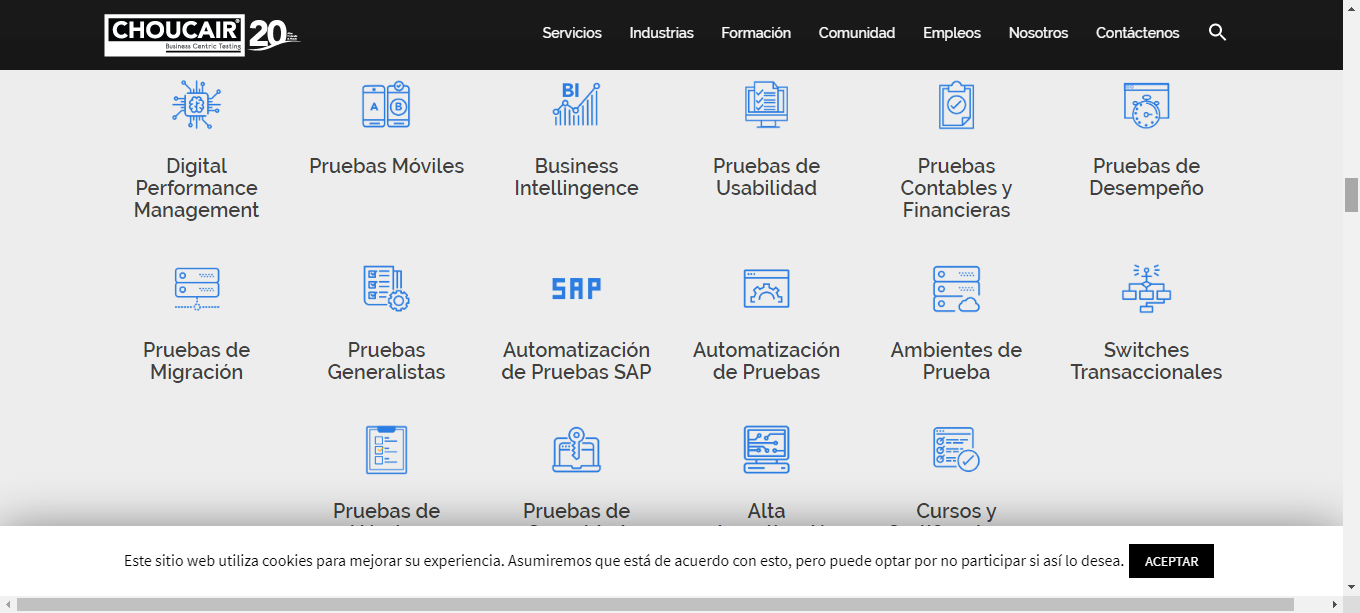 CHOUCAIR
Business Centric Testing
20
Servicios
Industrias
Formación
Comunidad
Empleos
Nosotros
Contáctenos
A
B
BI
Digital
Performance
Management
Pruebas Móviles
Business
Intellingence
Pruebas de
Usabilidad
Pruebas
Contables y
Financieras
Pruebas de
Desempeño
SAP
Pruebas de
Migración
Pruebas
Generalistas
Automatización
de Pruebas SAP
Automatización
de Pruebas
Ambientes de
Prueba
Switches
Transaccionales
Pruebas de
Pruebas de
Alta
Cursos y
Este sitio web utiliza cookies para mejorar su experiencia. Asumiremos que está de acuerdo con esto, pero puede optar por no participar si así lo desea.
ACEPTAR